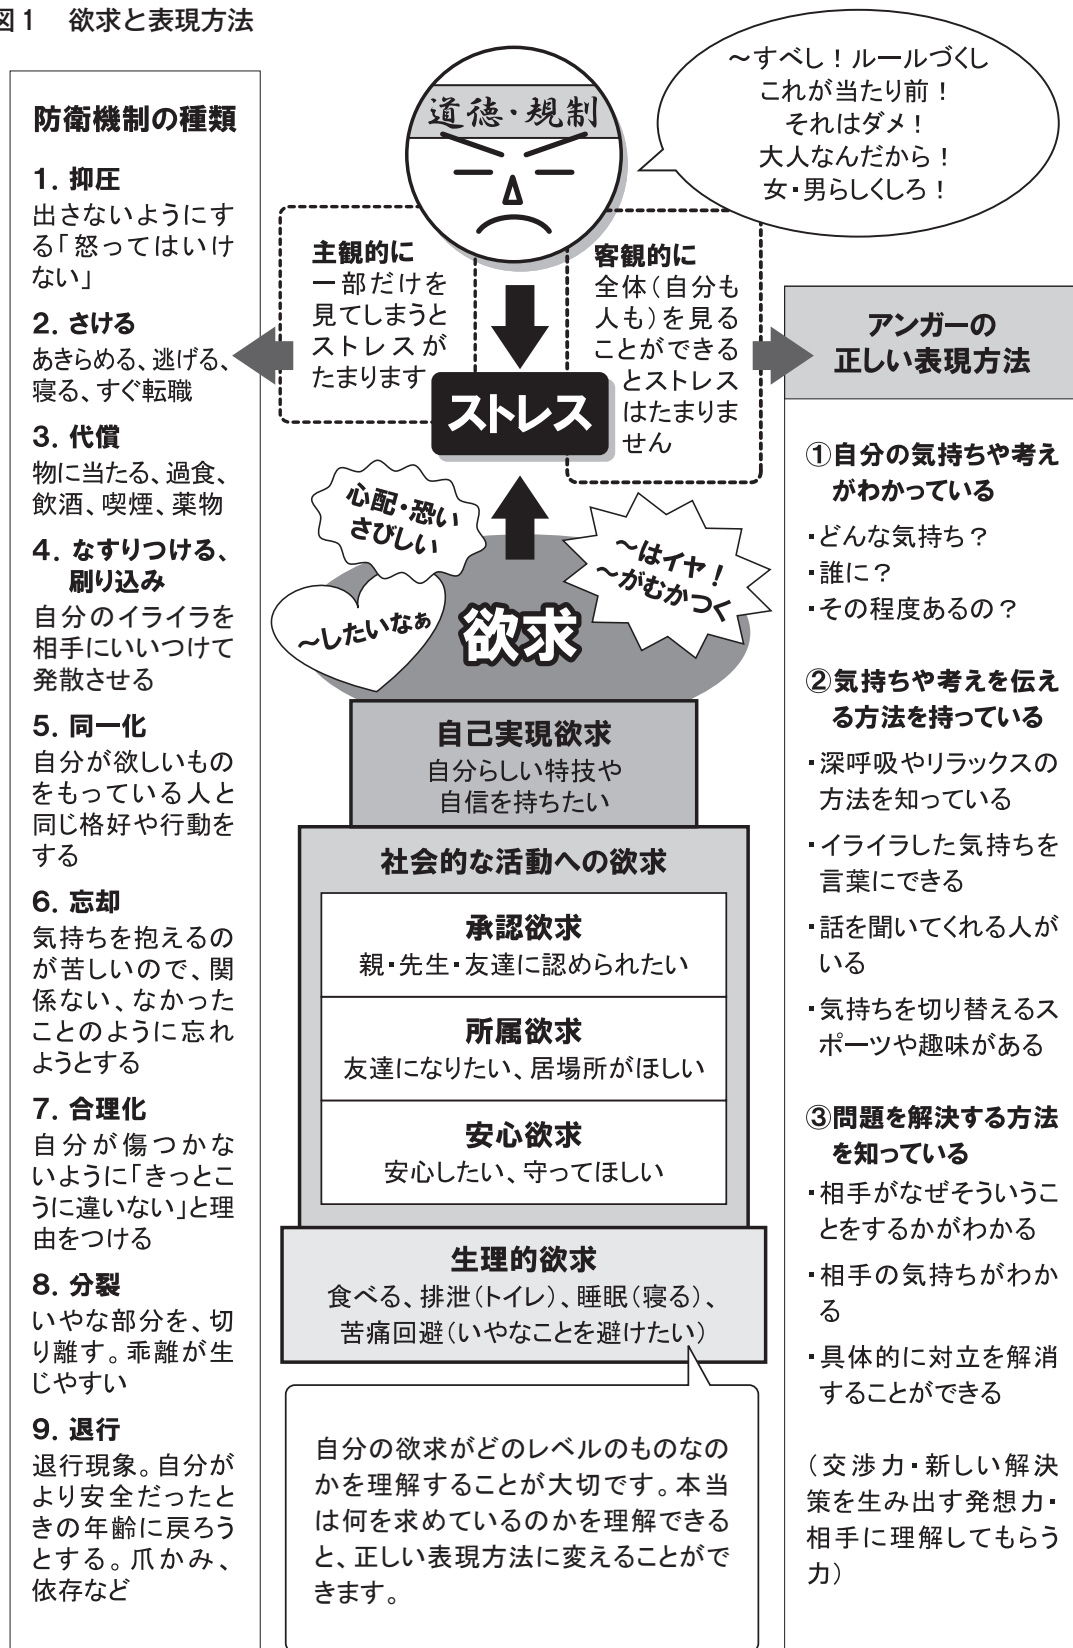 図1 欲求と表現方法
防衛機制の種類
1. 抑圧
出さないようにす
る「怒ってはいけ
ない」
2. さける
あきらめる、逃げる、
寝る、すぐ転職
3. 代償
物に当たる、過食、
飲酒、喫煙、薬物
4. なすりつける、
刷り込み
自分のイライラを
相手にいいつけて
発散させる
5. 同一化
自分が欲しいもの
をもっている人と
同じ格好や行動を
する
6. 忘却
気持ちを抱えるの
が苦しいので、関
係ない、なかった
ことのように忘れ
ようとする
7. 合理化
自分が傷つかな
いように「きっとこ
うに違いない」と理
由をつける
8. 分裂
いやな部分を、切
り離す。乖離が生
じやすい
9. 退行
退行現象。自分が
より安全だったと
きの年齢に戻ろう
とする。爪かみ、
依存など
道徳・規制
～すべし！ルールづくし
これが当たり前！
それはダメ！
大人なんだから！
女・男らしくしろ！
主観的に
一部だけを
見てしまうと
ストレスが
たまります
客観的に
全体(自分も
人も)を見る
ことができる
とストレス
はたまりま
せん
ストレス
心配・恐い
さびしい
～はイヤ！
～がむかつく
～したいなぁ
欲求
自己実現欲求
自分らしい特技や
自信を持ちたい
社会的な活動への欲求
承認欲求
親・先生・友達に認められたい
所属欲求
友達になりたい、居場所がほしい
安心欲求
安心したい、守ってほしい
生理的欲求
食べる、排泄(トイレ)、睡眠(寝る)、
苦痛回避(いやなことを避けたい)
自分の欲求がどのレベルのものなの
かを理解することが大切です。本当
は何を求めているのかを理解できる
と、正しい表現方法に変えることがで
きます。
アンガーの
正しい表現方法
①自分の気持ちや考え
がわかっている
・どんな気持ち？
・誰に？
・その程度あるの？
②気持ちや考えを伝え
る方法を持っている
・深呼吸やリラックスの
方法を知っている
・イライラした気持ちを
言葉にできる
・話を聞いてくれる人が
いる
・気持ちを切り替えるス
ポーツや趣味がある
③問題を解決する方法
を知っている
・相手がなぜそういうこ
とをするかがわかる
・相手の気持ちがわか
る
・具体的に対立を解消
することができる
(交渉力・新しい解決
策を生み出す発想力・
相手に理解してもらう
力)